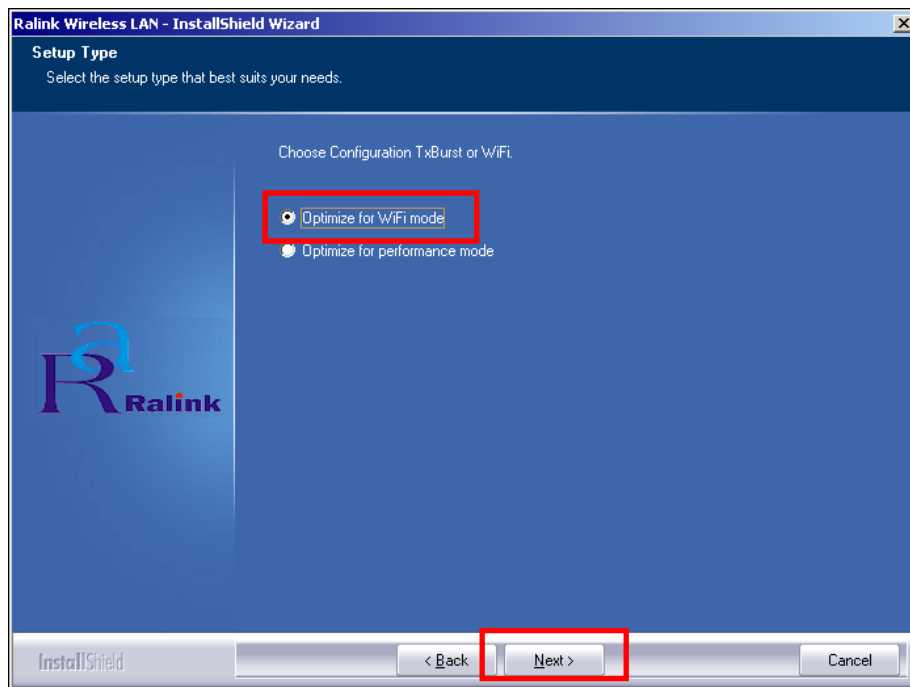 Ralink Wireless LAN - InstallShield Wizard
Setup Type
Select the setup type that best suits your needs.
Choose Configuration TxBurst or WiFi.
Optimize for WiFi mode
Optimize for performance mode
Ra
Ralink
InstallShield
< Back
Next >
Cancel